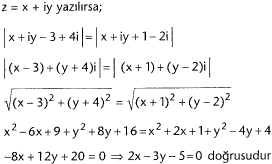 z = x + iy yazılırsa;
|x+iy-3+4i|=|x+iy+1-2i|
|(x-3)+(y+4)i|=|(x+1)+(y-2)i|
√((x-3)²+(y+4)²) = √((x+1)²+(y-2)²)
x²-6x+9+y²+8y+16=x²+2x+1+y²-4y+4
-8x+12y+20=0 ⇒ 2x-3y-5=0 doğrusudur